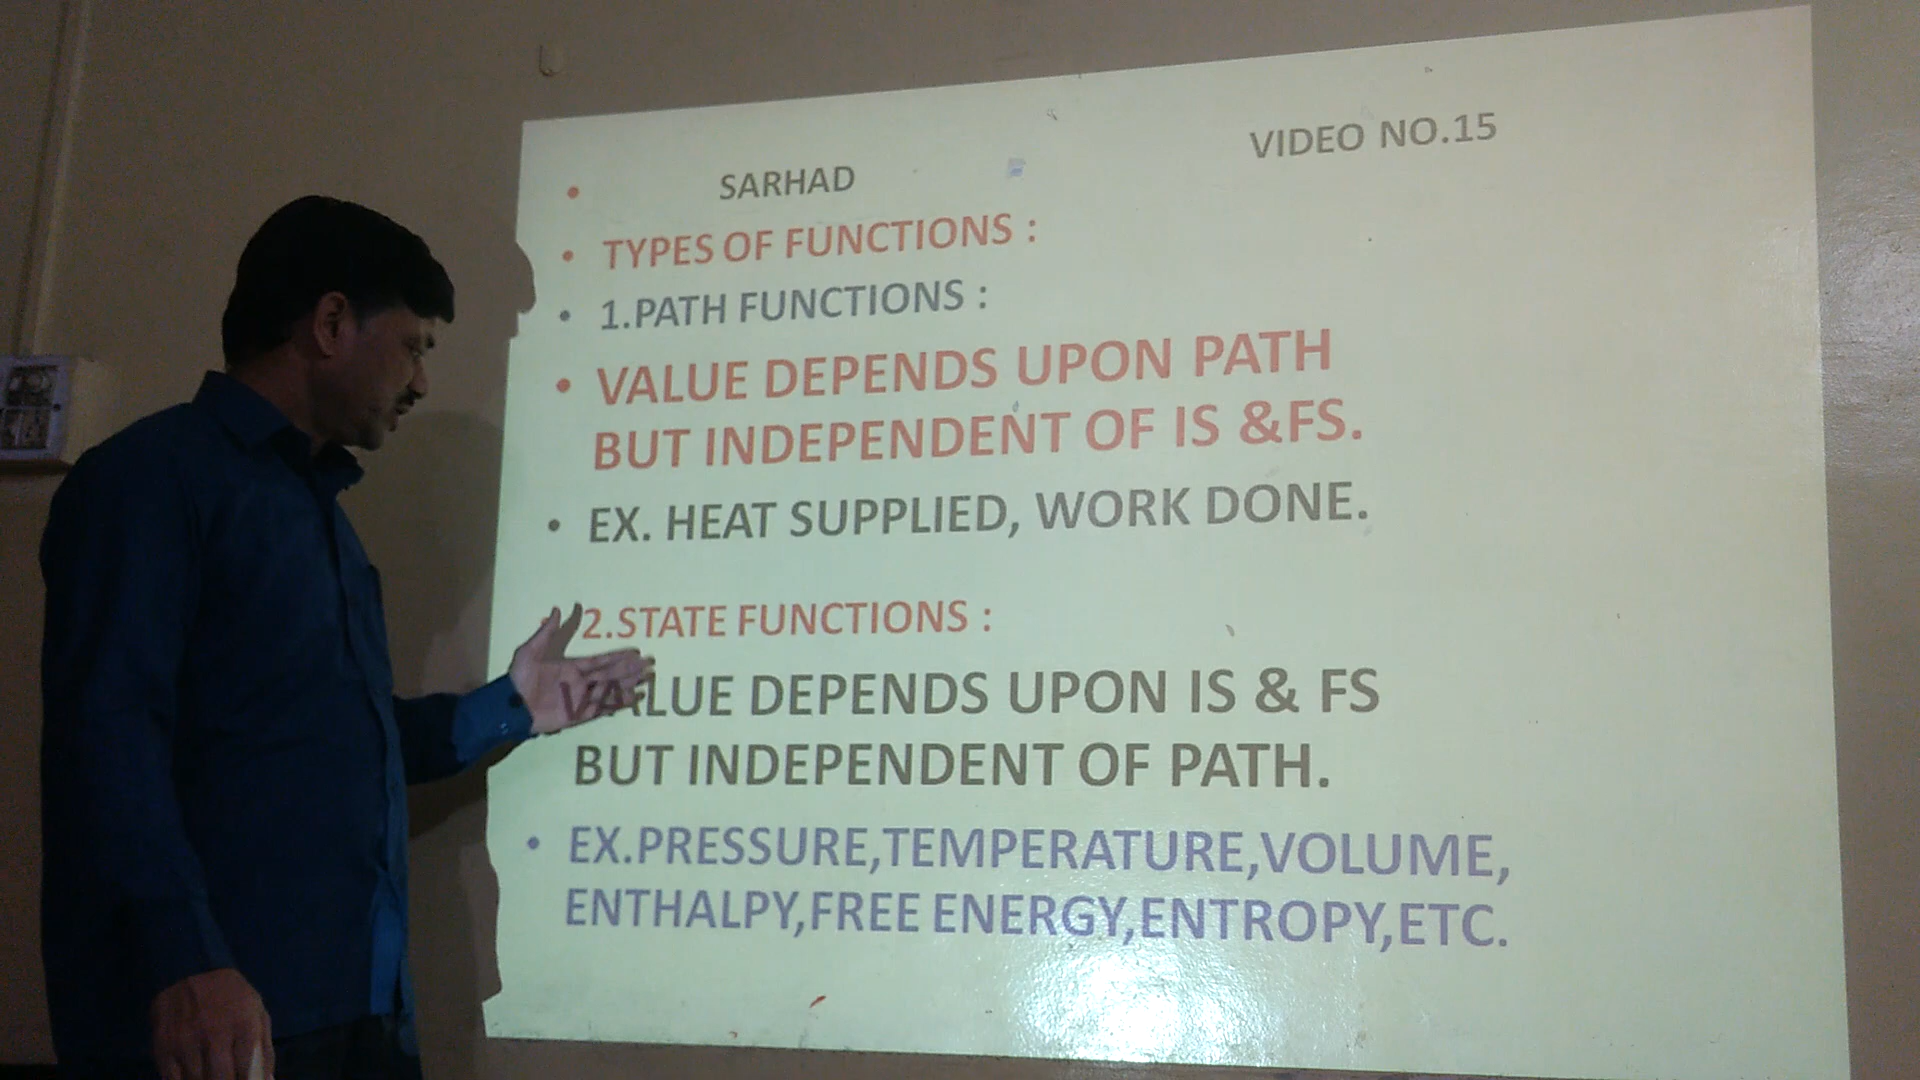 SARHAD VIDEO NO.15
TYPES OF FUNCTIONS :
1.PATH FUNCTIONS :
VALUE DEPENDS UPON PATH
BUT INDEPENDENT OF IS &FS.
EX. HEAT SUPPLIED, WORK DONE.
2.STATE FUNCTIONS :
VALUE DEPENDS UPON IS & FS
BUT INDEPENDENT OF PATH.
EX.PRESSURE,TEMPERATURE,VOLUME,
ENTHALPY,FREE ENERGY,ENTROPY,ETC.